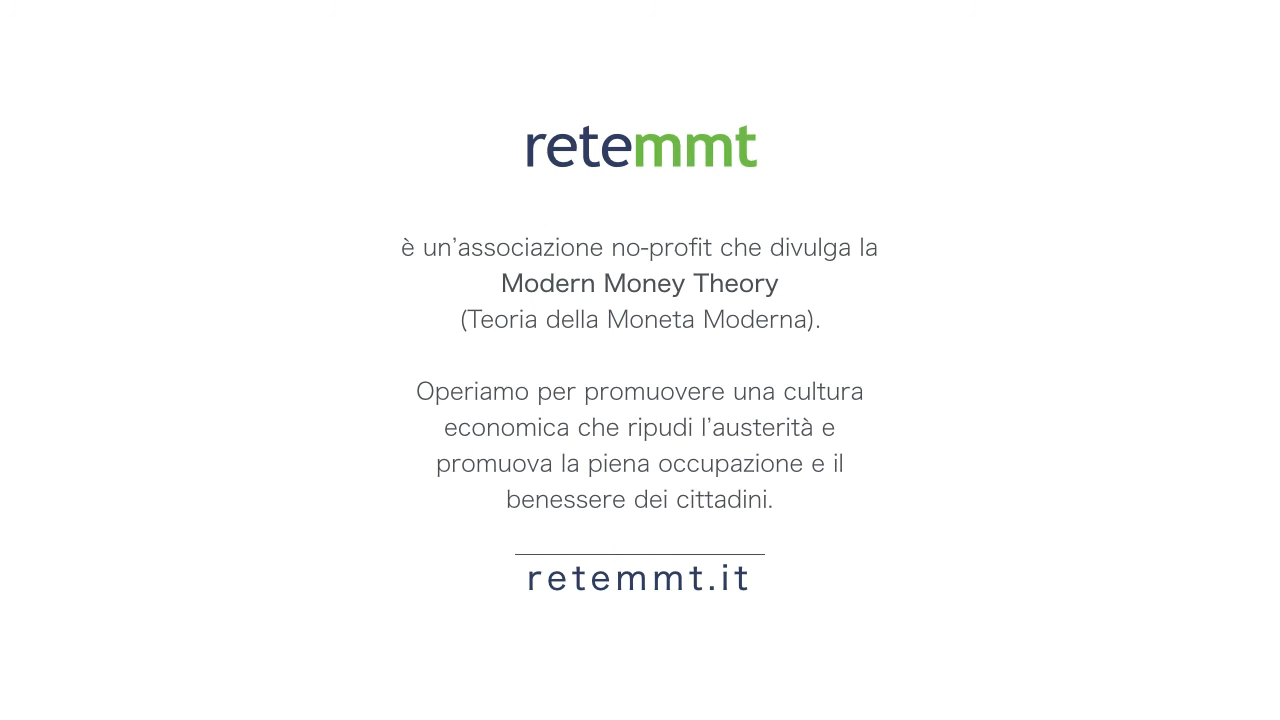 retemmt
è un’associazione no-profit che divulga la
Modern Money Theory
(Teoria della Moneta Moderna).
Operiamo per promuovere una cultura
economica che ripudi l’austerità e
promuova la piena occupazione e il
benessere dei cittadini.
retemmt.it